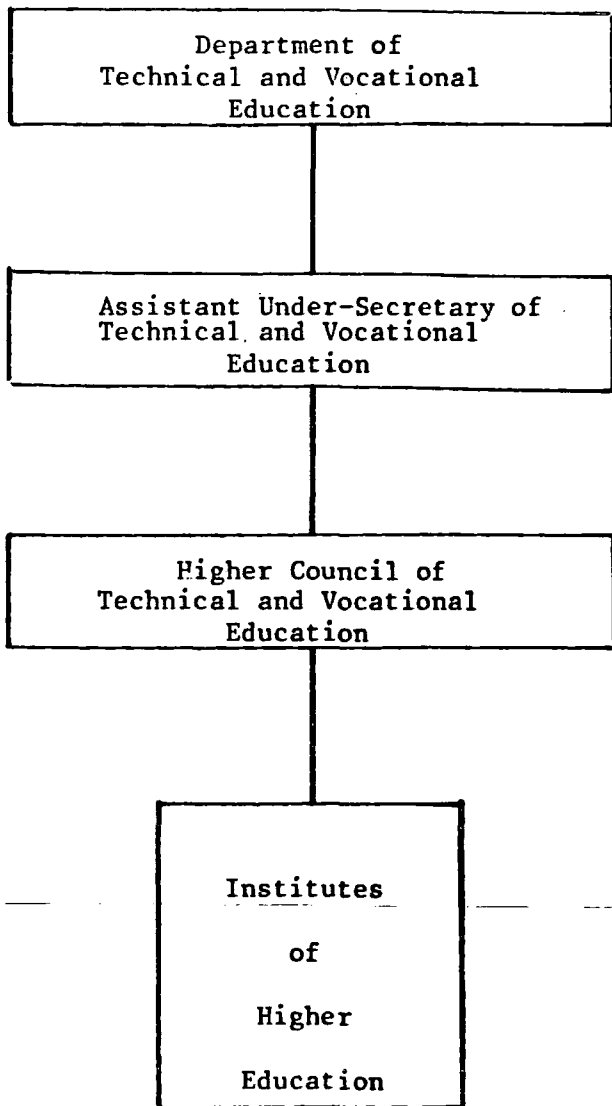 Department of
Technical and Vocational
Education
Assistant Under-Secretary of
Technical and Vocational
Education
Higher Council of
Technical and Vocational
Education
Institutes
of
Higher
Education